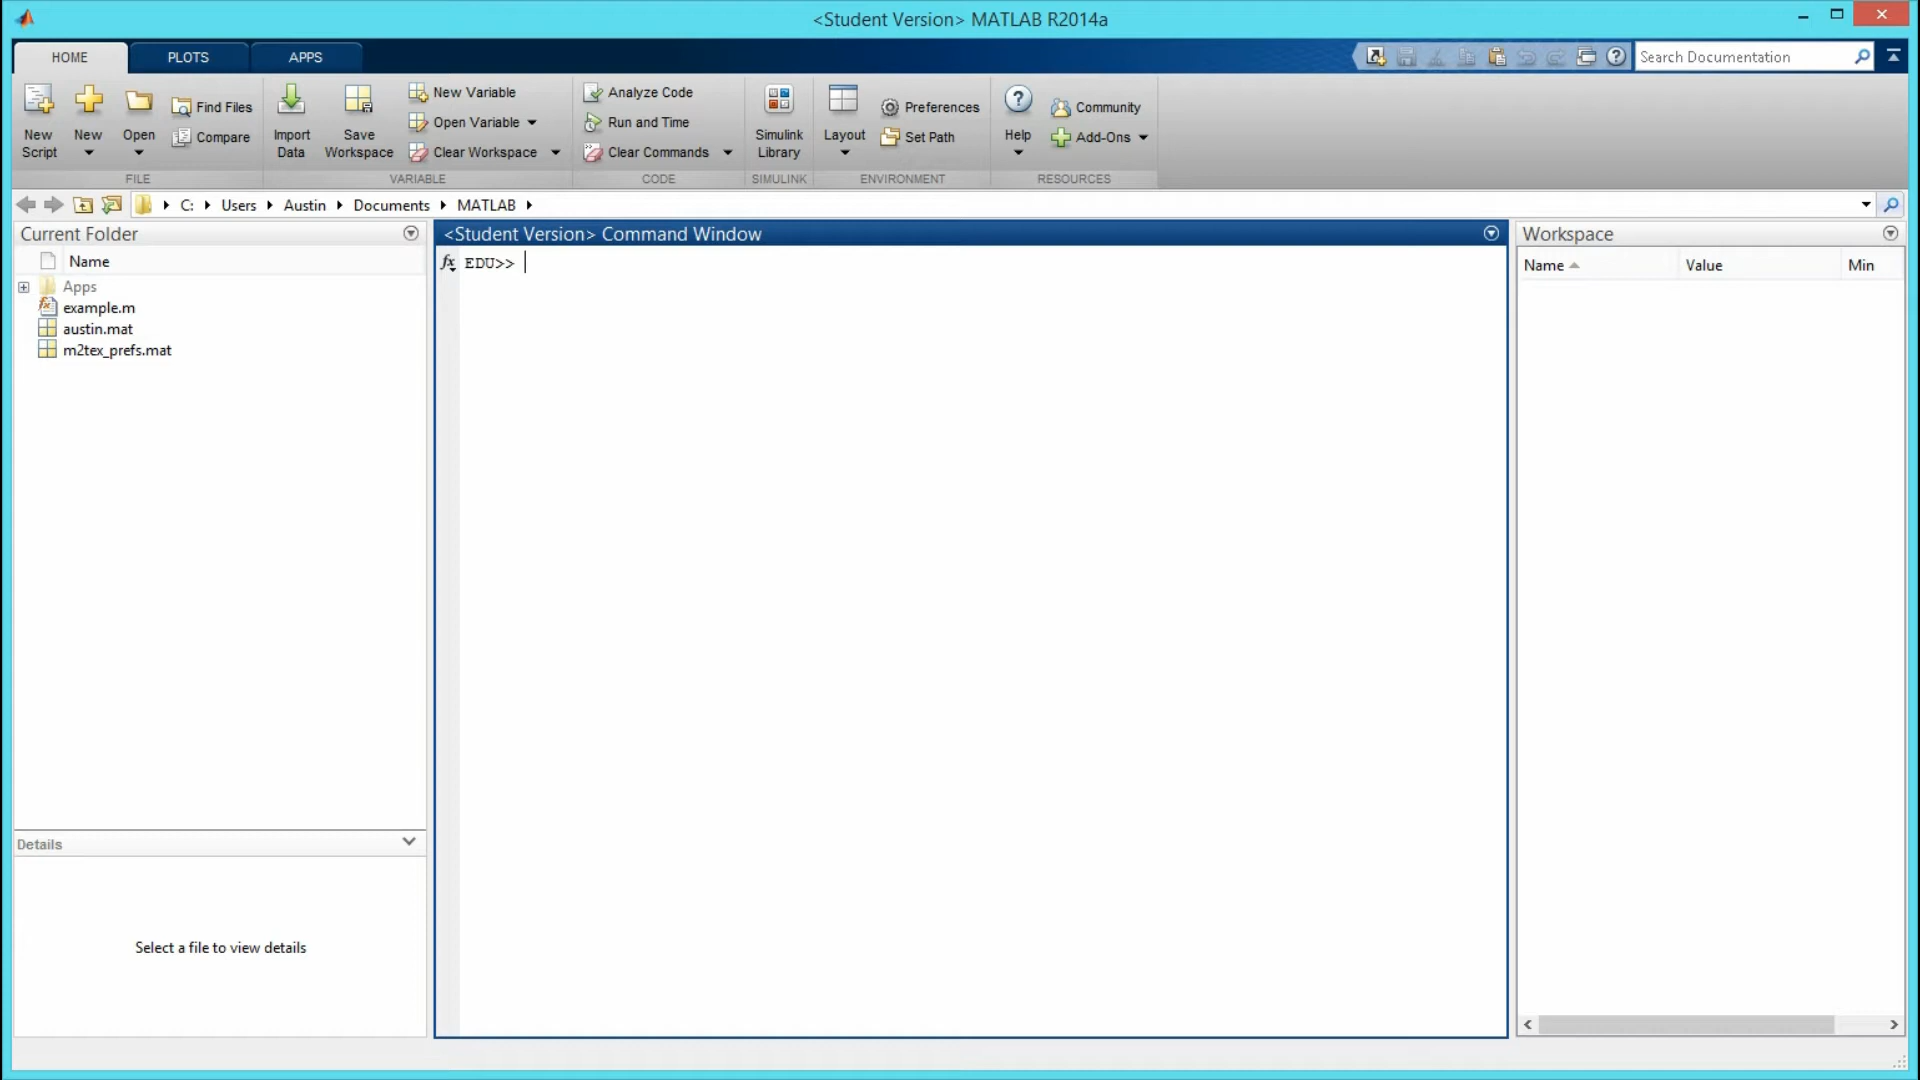 <Student Version> MATLAB R2014a
HOME PLOTS APPS
Search Documentation
New Script
New
Open
Find Files
Compare
FILE
Import Data
Save Workspace
New Variable
Open Variable
Clear Workspace
VARIABLE
Analyze Code
Run and Time
Clear Commands
CODE
Simulink Library
SIMULINK
Layout
Preferences
Set Path
ENVIRONMENT
Help
Community
Add-Ons
RESOURCES
C: Users Austin Documents MATLAB
Current Folder
Name
Apps
example.m
austin.mat
m2tex_prefs.mat
Details
Select a file to view details
<Student Version> Command Window
fx EDU>>
Workspace
Name Value Min